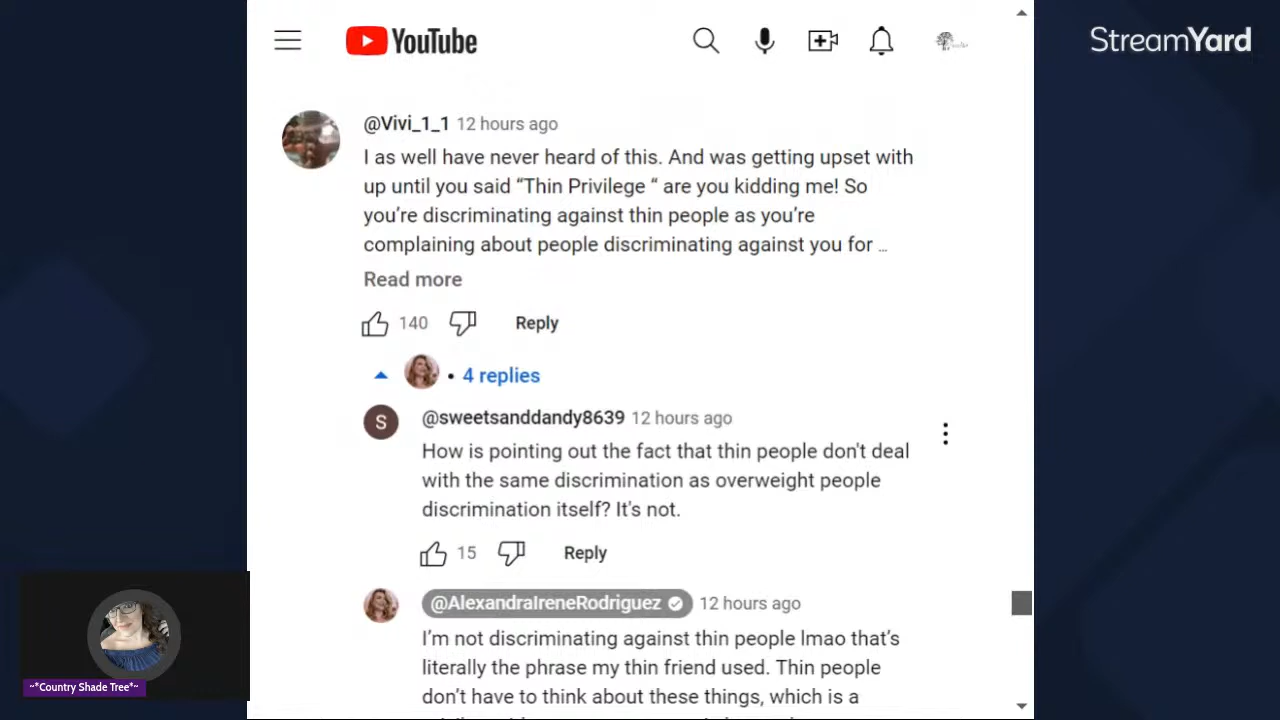 YouTube
StreamYard
@Vivi_1_1 12 hours ago
I as well have never heard of this. And was getting upset with
up until you said “Thin Privilege “ are you kidding me! So
you’re discriminating against thin people as you’re
complaining about people discriminating against you for ...
Read more
140 Reply
4 replies
S
@sweetsanddandy8639 12 hours ago
How is pointing out the fact that thin people don't deal
with the same discrimination as overweight people
discrimination itself? It's not.
15 Reply
@AlexandraIreneRodriguez 12 hours ago
I’m not discriminating against thin people lmao that’s
literally the phrase my thin friend used. Thin people
don’t have to think about these things, which is a
~*Country Shade Tree*~